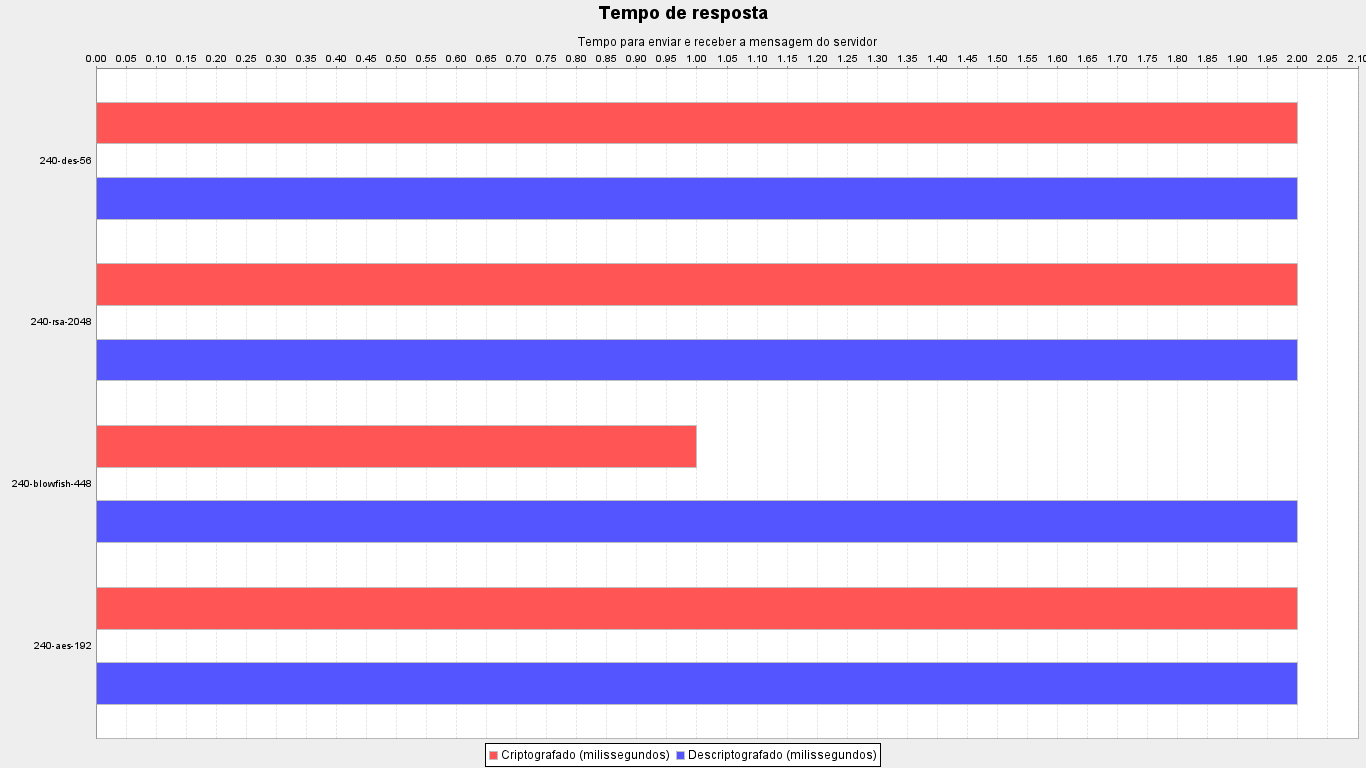 Tempo de resposta
Tempo para enviar e receber a mensagem do servidor
0.00 0.05 0.10 0.15 0.20 0.25 0.30 0.35 0.40 0.45 0.50 0.55 0.60 0.65 0.70 0.75 0.80 0.85 0.90 0.95 1.00 1.05 1.10 1.15 1.20 1.25 1.30 1.35 1.40 1.45 1.50 1.55 1.60 1.65 1.70 1.75 1.80 1.85 1.90 1.95 2.00 2.05 2.10
240-des-56
240-rsa-2048
240-blowfish-448
240-aes-192
Criptografado (milissegundos) Descriptografado (milissegundos)